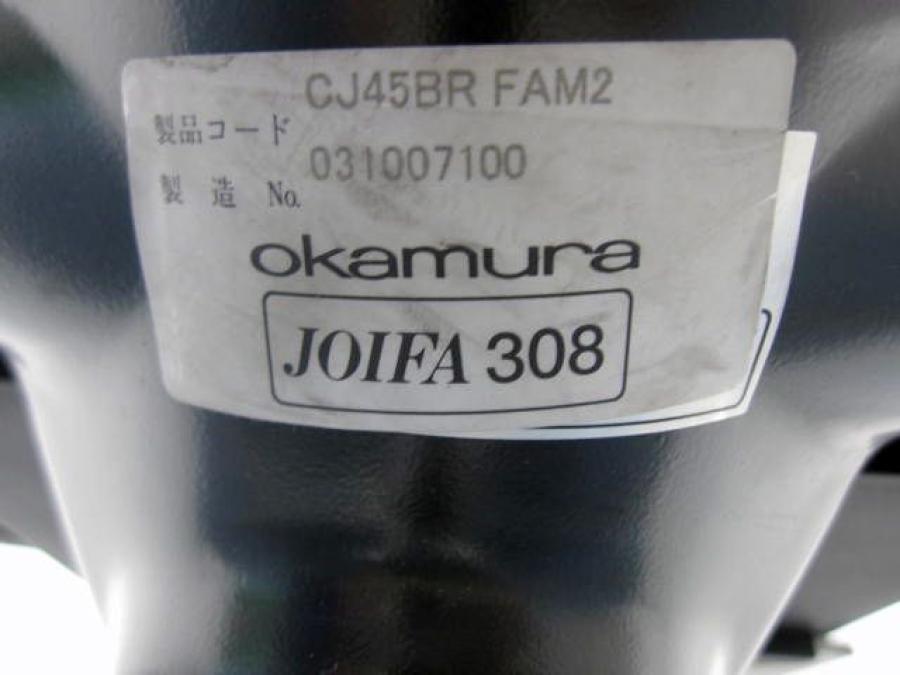 CJ45BR FAM2
製品コード
031007100
製 造 No.
okamura
JOIFA 308